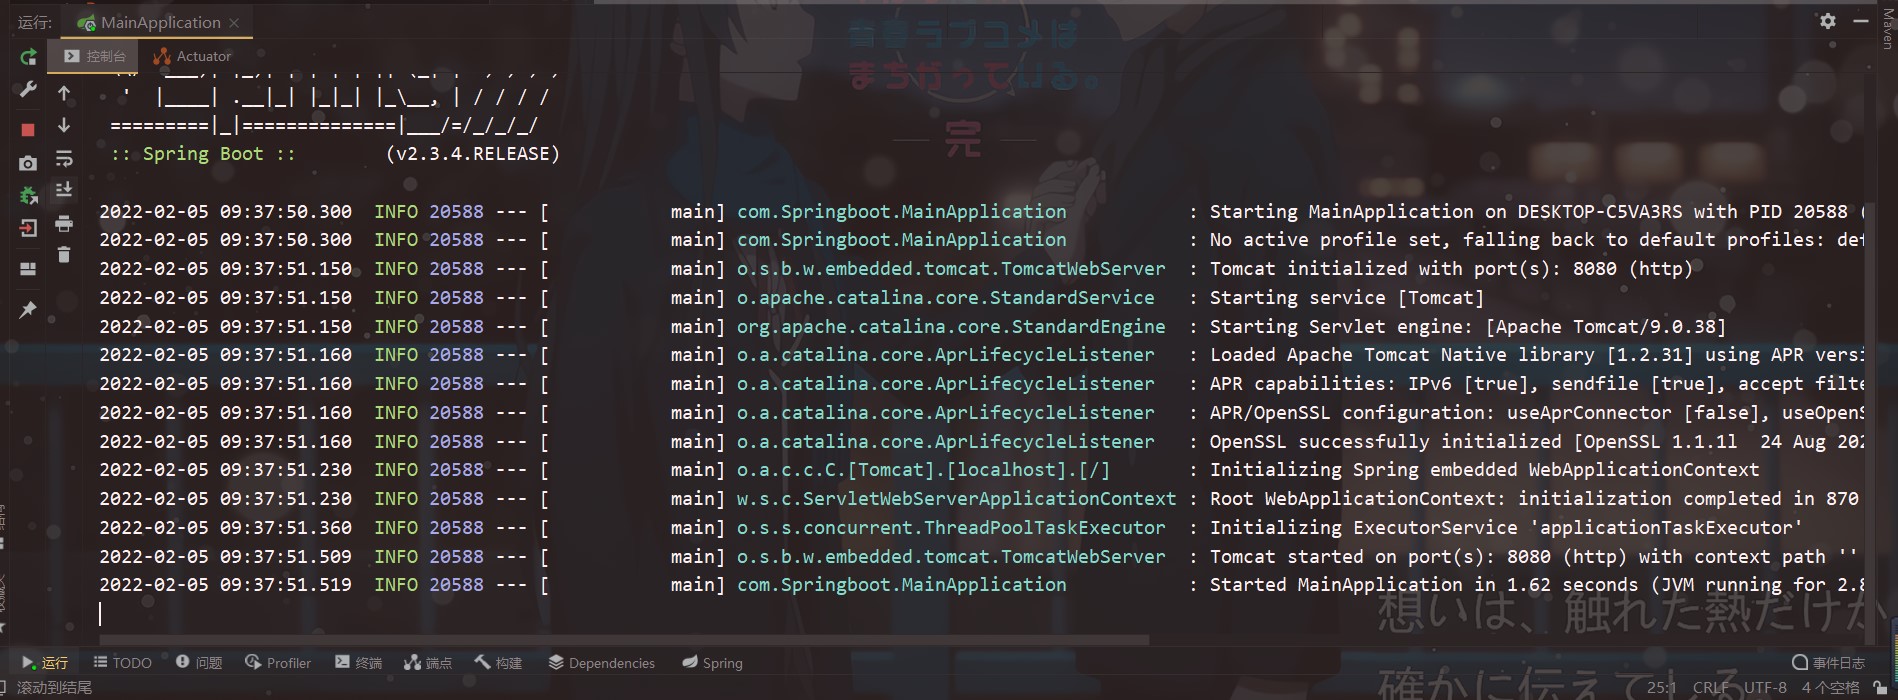 运行: MainApplication ×
Maven
控制台 Actuator
青春ラブコメは
まちがっている。
完
' |____| .__|_| |_|_| |_\__, | / / / /
=========|_|==============|___/=/_/_/_/
:: Spring Boot :: (v2.3.4.RELEASE)
2022-02-05 09:37:50.300 INFO 20588 --- [ main] com.Springboot.MainApplication : Starting MainApplication on DESKTOP-C5VA3RS with PID 20588 (
2022-02-05 09:37:50.300 INFO 20588 --- [ main] com.Springboot.MainApplication : No active profile set, falling back to default profiles: def
2022-02-05 09:37:51.150 INFO 20588 --- [ main] o.s.b.w.embedded.tomcat.TomcatWebServer : Tomcat initialized with port(s): 8080 (http)
2022-02-05 09:37:51.150 INFO 20588 --- [ main] o.apache.catalina.core.StandardService : Starting service [Tomcat]
2022-02-05 09:37:51.150 INFO 20588 --- [ main] org.apache.catalina.core.StandardEngine : Starting Servlet engine: [Apache Tomcat/9.0.38]
2022-02-05 09:37:51.160 INFO 20588 --- [ main] o.a.catalina.core.AprLifecycleListener : Loaded Apache Tomcat Native library [1.2.31] using APR versi
2022-02-05 09:37:51.160 INFO 20588 --- [ main] o.a.catalina.core.AprLifecycleListener : APR capabilities: IPv6 [true], sendfile [true], accept filte
2022-02-05 09:37:51.160 INFO 20588 --- [ main] o.a.catalina.core.AprLifecycleListener : APR/OpenSSL configuration: useAprConnector [false], useOpenS
2022-02-05 09:37:51.160 INFO 20588 --- [ main] o.a.catalina.core.AprLifecycleListener : OpenSSL successfully initialized [OpenSSL 1.1.1l  24 Aug 202
2022-02-05 09:37:51.230 INFO 20588 --- [ main] o.a.c.c.C.[Tomcat].[localhost].[/] : Initializing Spring embedded WebApplicationContext
2022-02-05 09:37:51.230 INFO 20588 --- [ main] w.s.c.ServletWebServerApplicationContext : Root WebApplicationContext: initialization completed in 870
2022-02-05 09:37:51.360 INFO 20588 --- [ main] o.s.s.concurrent.ThreadPoolTaskExecutor : Initializing ExecutorService 'applicationTaskExecutor'
2022-02-05 09:37:51.509 INFO 20588 --- [ main] o.s.b.w.embedded.tomcat.TomcatWebServer : Tomcat started on port(s): 8080 (http) with context path ''
2022-02-05 09:37:51.519 INFO 20588 --- [ main] com.Springboot.MainApplication : Started MainApplication in 1.62 seconds (JVM running for 2.8
想いは、触れた熱だけが
確かに伝えてしる
运行 TODO 问题 Profiler 终端 端点 构建 Dependencies Spring 事件日志
滚动到结尾 25:1 CRLF UTF-8 4 个空格